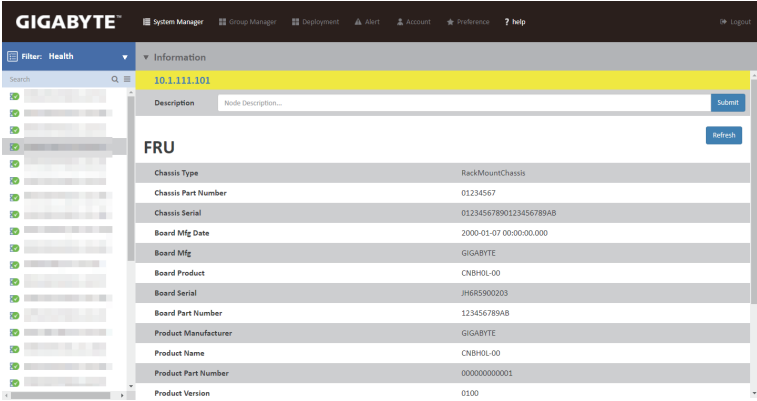 GIGABYTE™ System Manager Group Manager Deployment Alert Account Preference ? help Logout
Filter: Health ▼ ▼ Information
Search
10.1.111.101
Description Node Description... Submit
Refresh
FRU
Chassis Type RackMountChassis
Chassis Part Number 01234567
Chassis Serial 01234567890123456789AB
Board Mfg Date 2000-01-07 00:00:00.000
Board Mfg GIGABYTE
Board Product CNBH0L-00
Board Serial JH6R5900203
Board Part Number 123456789AB
Product Manufacturer GIGABYTE
Product Name CNBH0L-00
Product Part Number 000000000001
Product Version 0100